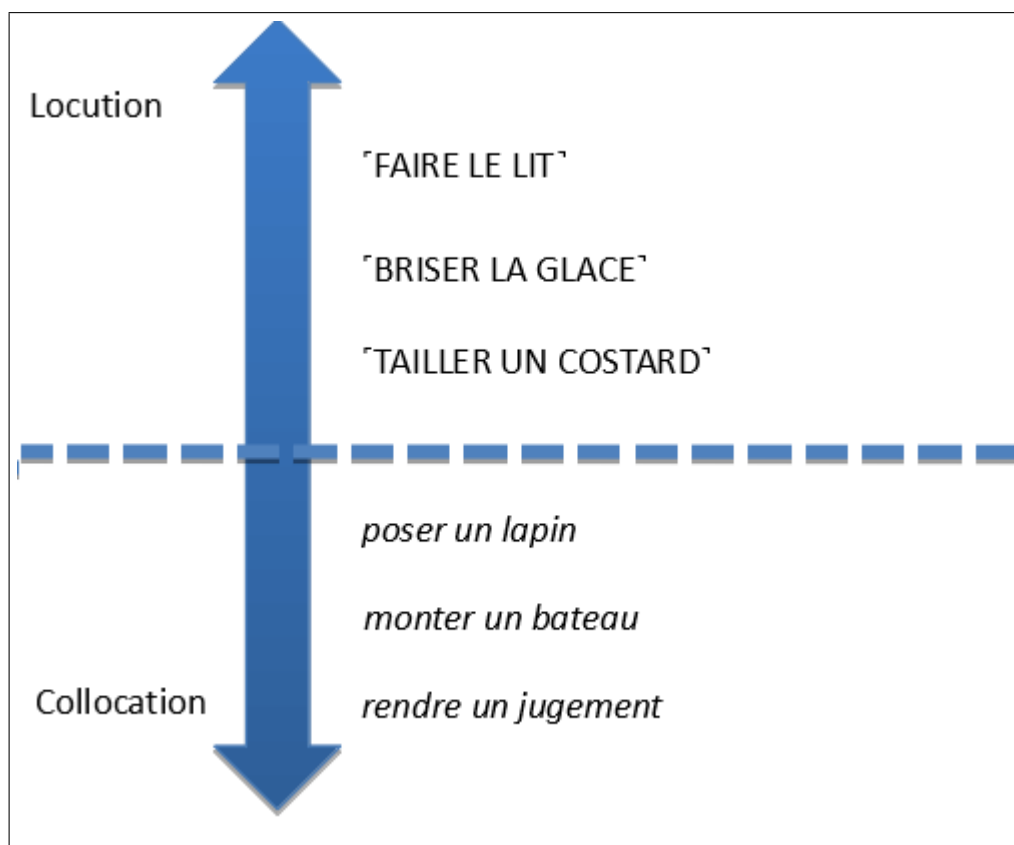 Locution
⌜FAIRE LE LIT⌝
⌜BRISER LA GLACE⌝
⌜TAILLER UN COSTARD⌝
poser un lapin
monter un bateau
Collocation
rendre un jugement